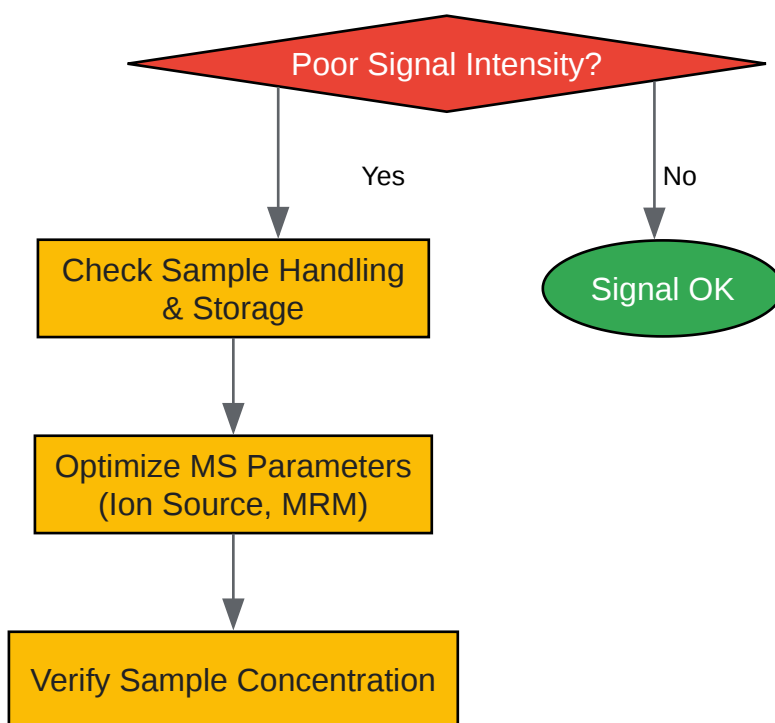 Poor Signal Intensity?
Yes
No
Check Sample Handling
& Storage
Signal OK
Optimize MS Parameters
(Ion Source, MRM)
Verify Sample Concentration